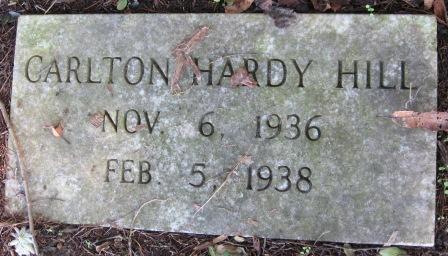 CARLTON HARDY HILL
NOV. 6, 1936
FEB. 5, 1938